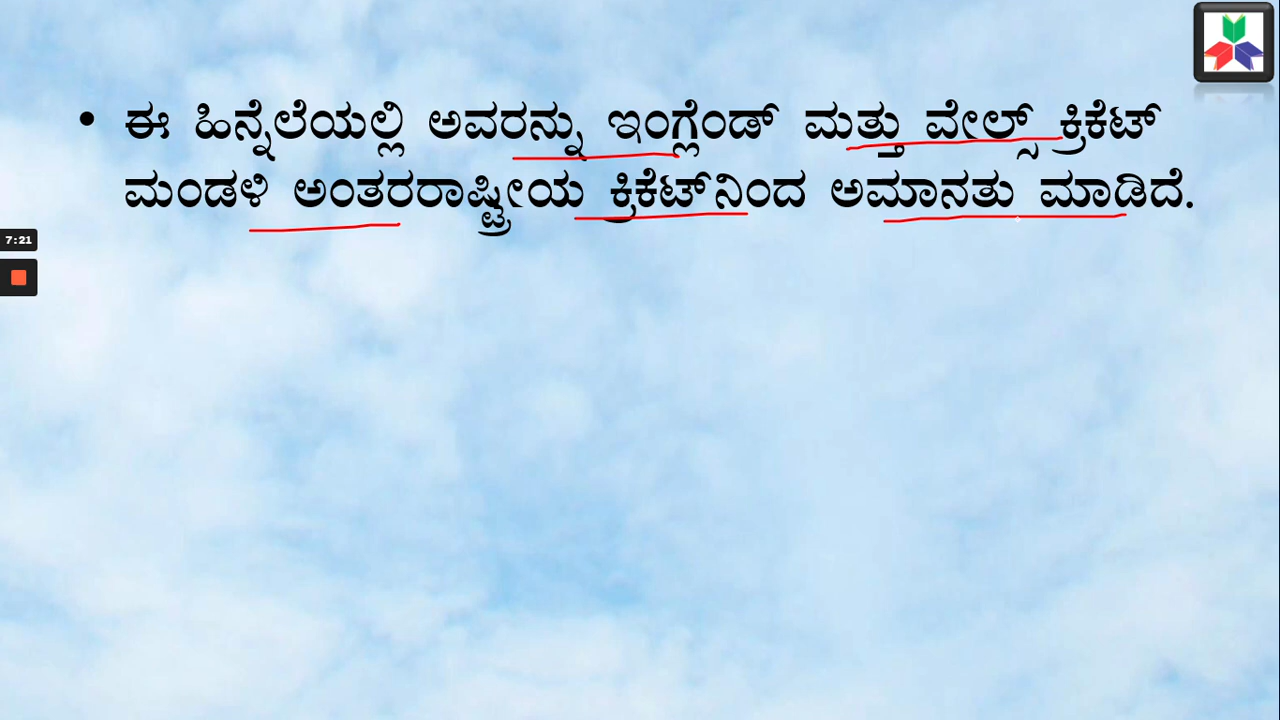 • ಈ ಹಿನ್ನೆಲೆಯಲ್ಲಿ ಅವರನ್ನು ಇಂಗ್ಲೆಂಡ್ ಮತ್ತು ವೇಲ್ಸ್ ಕ್ರಿಕೆಟ್
ಮಂಡಳಿ ಅಂತರರಾಷ್ಟ್ರೀಯ ಕ್ರಿಕೆಟ್‌ನಿಂದ ಅಮಾನತು ಮಾಡಿದೆ.
7:21